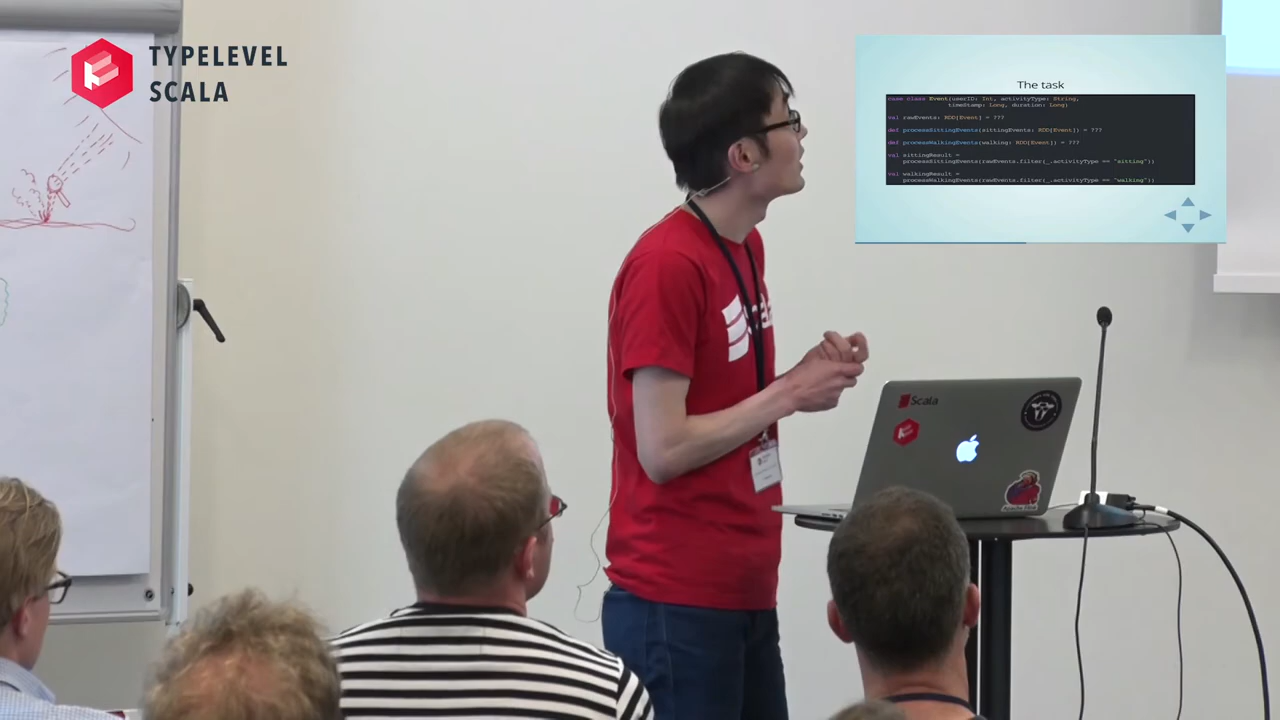 TYPELEVEL
SCALA
The task
case class Event(userID: Int, activityType: String,
timeStamp: Long, duration: Long)
val rawEvents: RDD[Event] = ???
def processSittingEvents(sittingEvents: RDD[Event]) = ???
def processWalkingEvents(walking: RDD[Event]) = ???
val sittingResult =
processSittingEvents(rawEvents.filter(_.activityType == "sitting"))
val walkingResult =
processWalkingEvents(rawEvents.filter(_.activityType == "walking"))
Scala